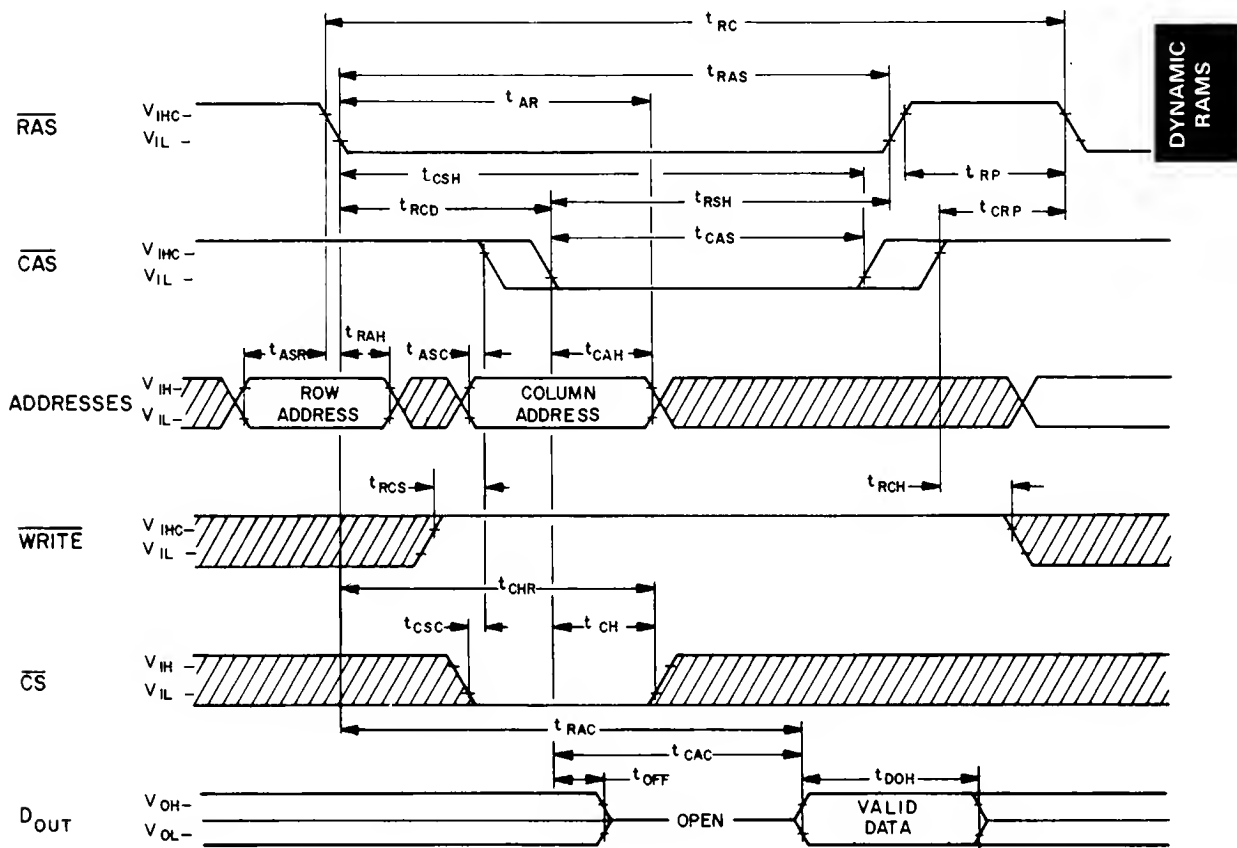 DYNAMIC
RAMS
t RC
t RAS
t AR
RAS
V IHC
V IL
t CSH
t RSH
t RP
t RCD
t CAS
t CRP
CAS
V IHC
V IL
t ASR
t RAH
t ASC
t CAH
ADDRESSES
V IH
V IL
ROW
ADDRESS
COLUMN
ADDRESS
t RCS
t RCH
WRITE
V IHC
V IL
t CHR
t CSC
t CH
CS
V IH
V IL
t RAC
t CAC
t OFF
t DOH
D OUT
V OH
V OL
OPEN
VALID
DATA